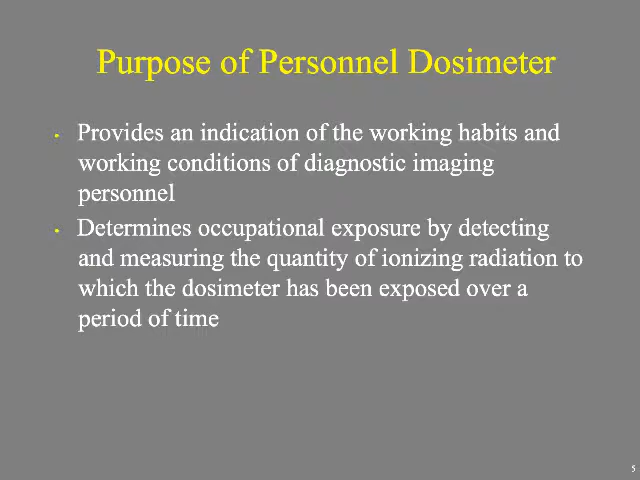 Purpose of Personnel Dosimeter
• Provides an indication of the working habits and
working conditions of diagnostic imaging
personnel
• Determines occupational exposure by detecting
and measuring the quantity of ionizing radiation to
which the dosimeter has been exposed over a
period of time
5